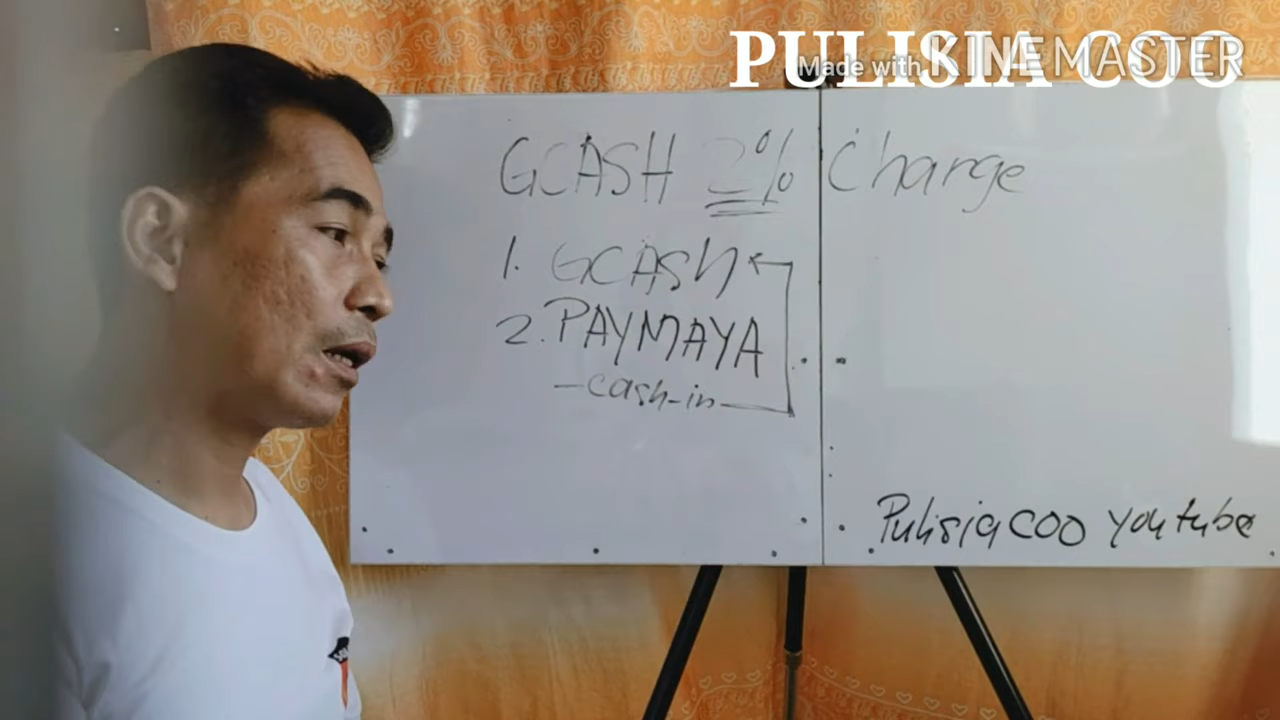 PULISIA COO
Made with KINEMASTER
GCASH 2% Charge
1. GCASh
2. PAYMAYA
- cash-in
Pulisia COO youtube